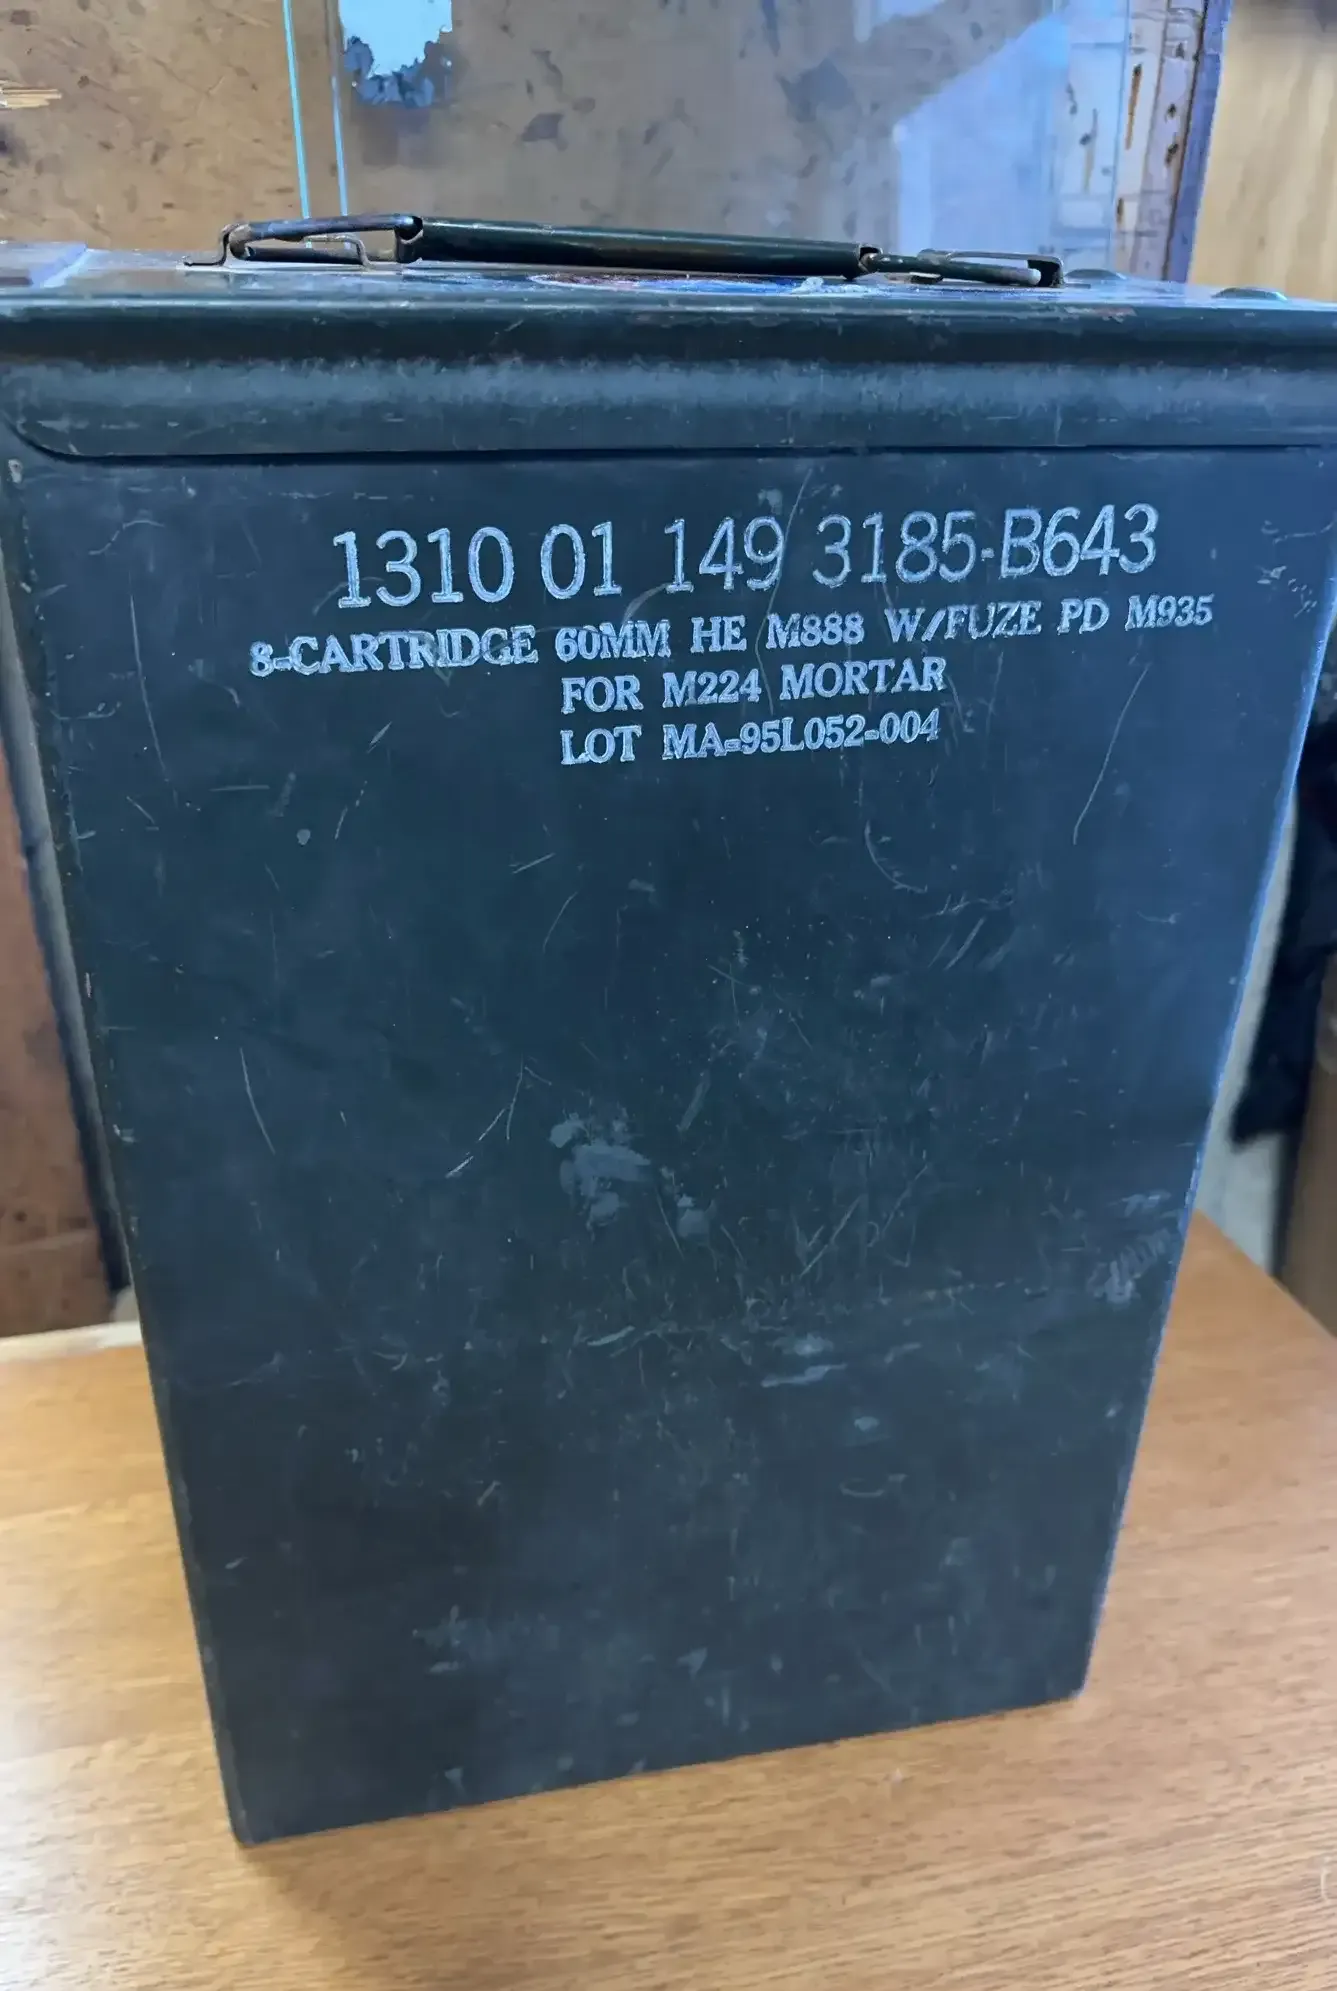 1310 01 149 3185-B643
8-CARTRIDGE 60MM HE M888 W/FUZE PD M935
FOR M224 MORTAR
LOT MA-95L052-004